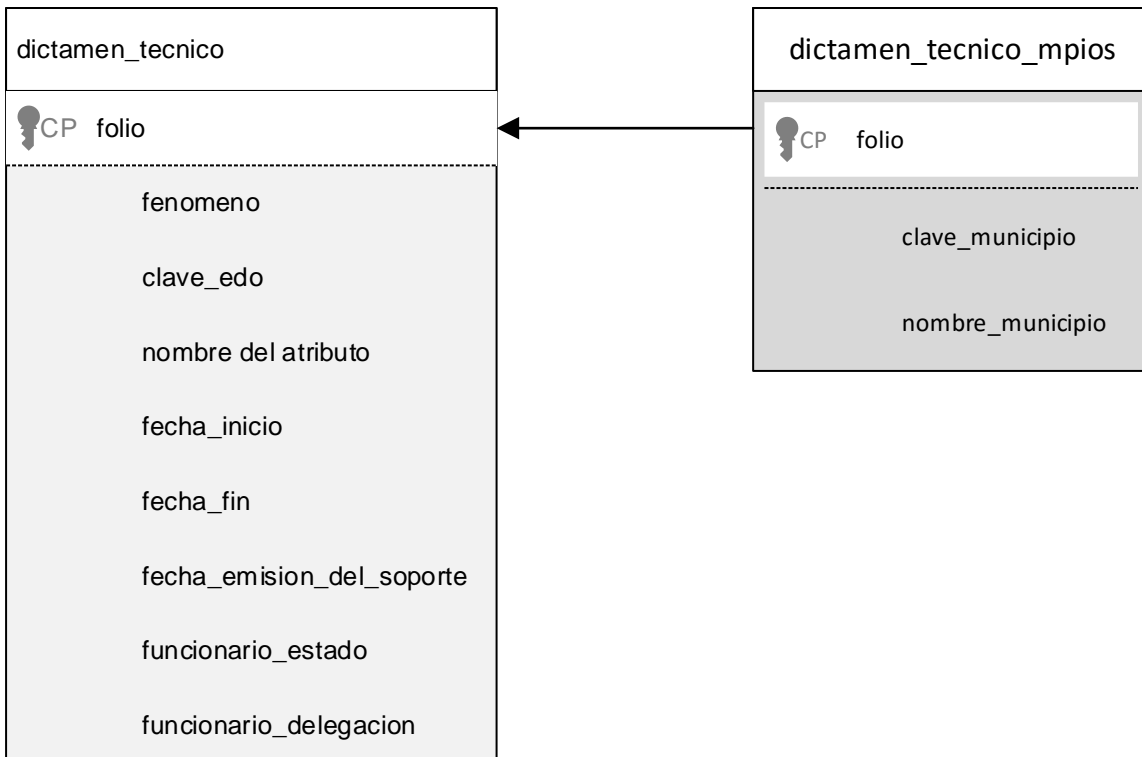 dictamen_tecnico
CP folio
fenomeno
clave_edo
nombre del atributo
fecha_inicio
fecha_fin
fecha_emision_del_soporte
funcionario_estado
funcionario_delegacion
dictamen_tecnico_mpios
CP folio
clave_municipio
nombre_municipio